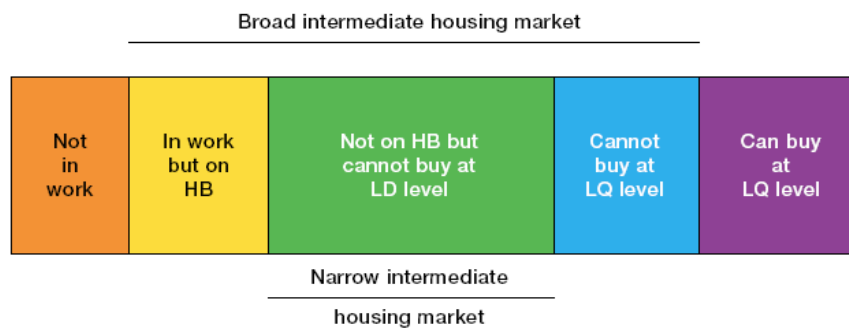 Broad intermediate housing market
Not
in
work
In work
but on
HB
Not on HB but
cannot buy at
LD level
Cannot
buy at
LQ level
Can buy
at
LQ level
Narrow intermediate
housing market